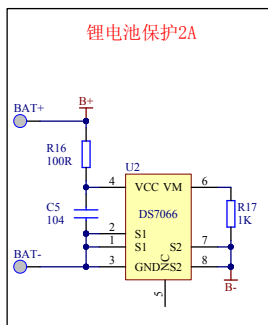 锂电池保护2A
BAT+
B+
R16
100R
U2
4
VCC
VM
6
DS7066
R17
1K
C5
104
2
S1
1
S1
S2
7
BAT-
3
GND
NC
S2
8
5
B-